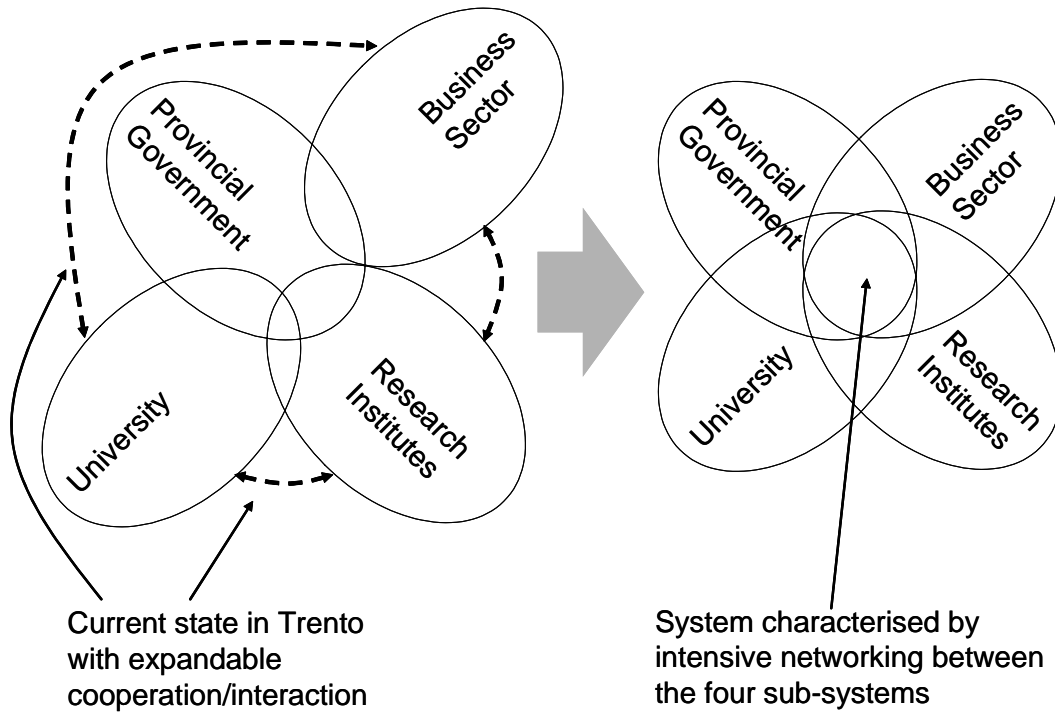 Provincial
Government
Business
Sector
University
Research
Institutes
Current state in Trento
with expandable
cooperation/interaction
Provincial
Government
Business
Sector
University
Research
Institutes
System characterised by
intensive networking between
the four sub-systems